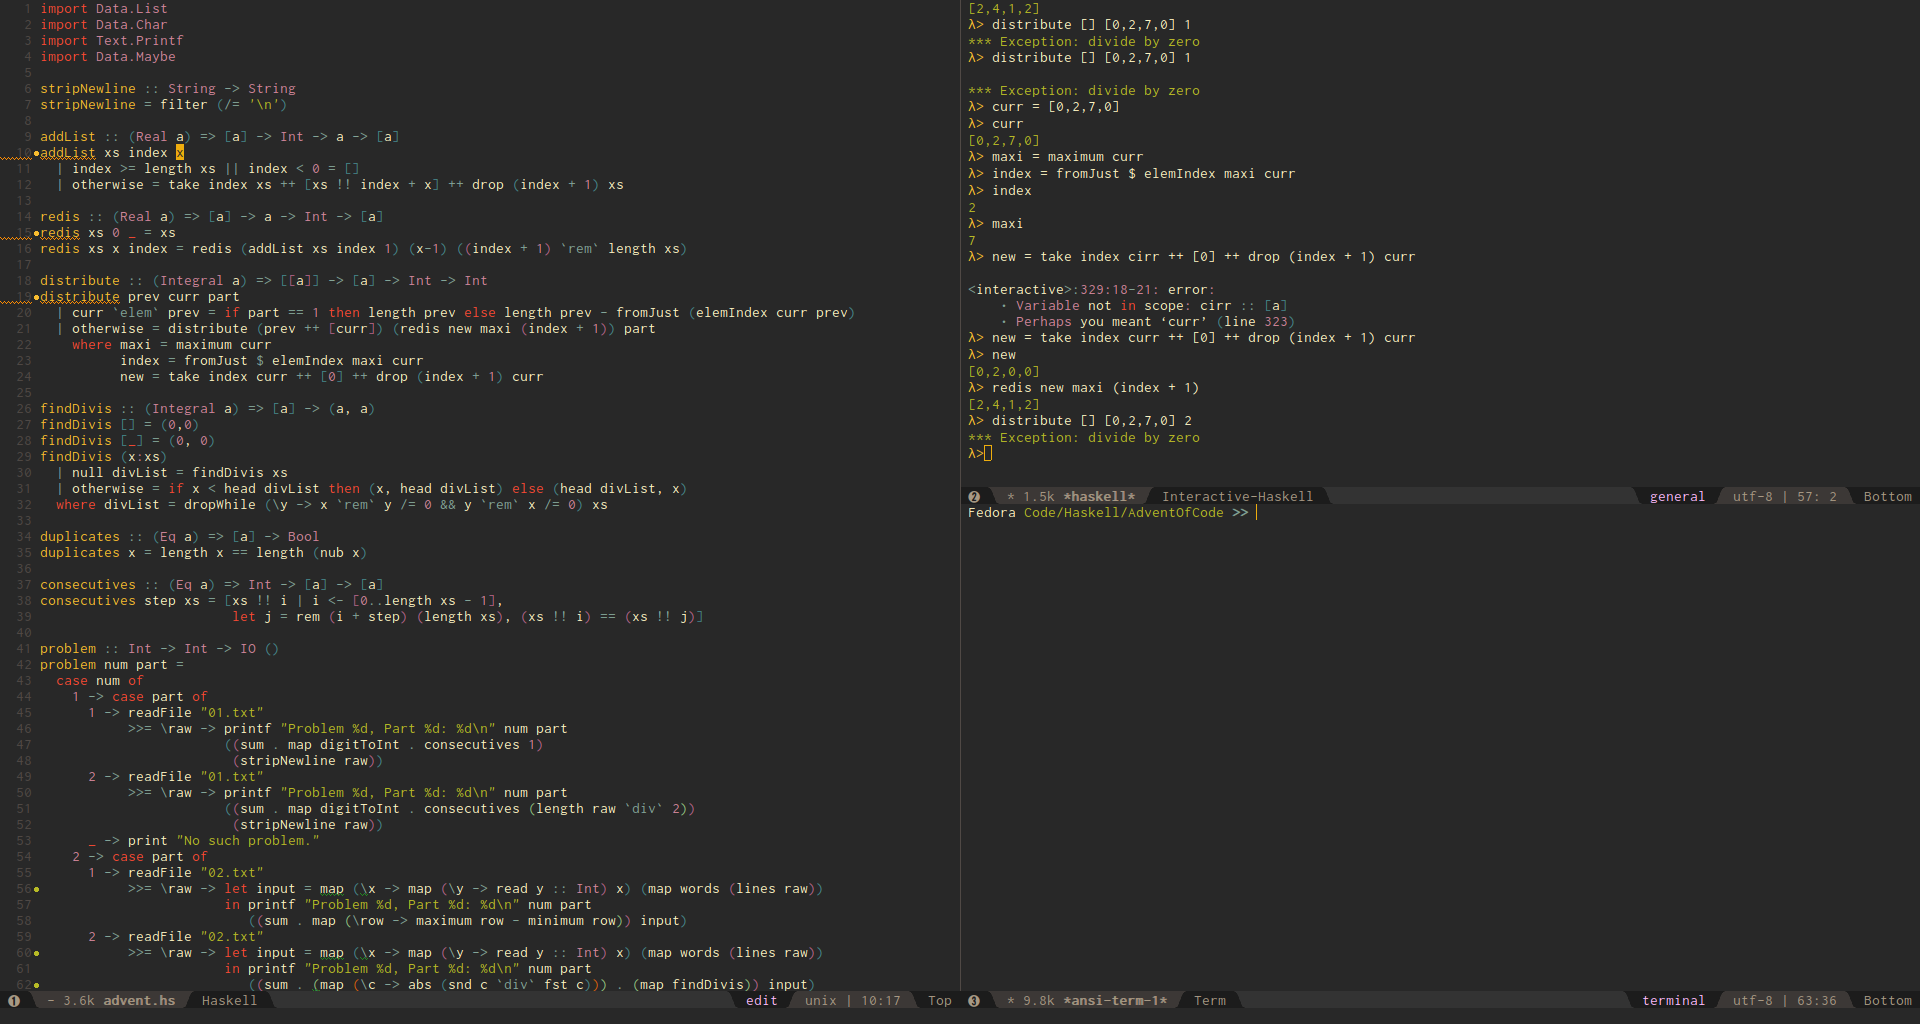 1 import Data.List
2 import Data.Char
3 import Text.Printf
4 import Data.Maybe
5
6 stripNewline :: String -> String
7 stripNewline = filter (/= '\n')
8
9 addList :: (Real a) => [a] -> Int -> a -> [a]
10 addList xs index x
11   | index >= length xs || index < 0 = []
12   | otherwise = take index xs ++ [xs !! index + x] ++ drop (index + 1) xs
13
14 redis :: (Real a) => [a] -> a -> Int -> [a]
15 redis xs 0 _ = xs
16 redis xs x index = redis (addList xs index 1) (x-1) ((index + 1) `rem` length xs)
17
18 distribute :: (Integral a) => [[a]] -> [a] -> Int -> Int
19 distribute prev curr part
20   | curr `elem` prev = if part == 1 then length prev else length prev - fromJust (elemIndex curr prev)
21   | otherwise = distribute (prev ++ [curr]) (redis new maxi (index + 1)) part
22     where maxi = maximum curr
23           index = fromJust $ elemIndex maxi curr
24           new = take index curr ++ [0] ++ drop (index + 1) curr
25
26 findDivis :: (Integral a) => [a] -> (a, a)
27 findDivis [] = (0,0)
28 findDivis [_] = (0, 0)
29 findDivis (x:xs)
30   | null divList = findDivis xs
31   | otherwise = if x < head divList then (x, head divList) else (head divList, x)
32   where divList = dropWhile (\y -> x `rem` y /= 0 && y `rem` x /= 0) xs
33
34 duplicates :: (Eq a) => [a] -> Bool
35 duplicates x = length x == length (nub x)
36
37 consecutives :: (Eq a) => Int -> [a] -> [a]
38 consecutives step xs = [xs !! i | i <- [0..length xs - 1],
39                         let j = rem (i + step) (length xs), (xs !! i) == (xs !! j)]
40
41 problem :: Int -> Int -> IO ()
42 problem num part =
43   case num of
44     1 -> case part of
45       1 -> readFile "01.txt"
46            >>= \raw -> printf "Problem %d, Part %d: %d\n" num part
47                        ((sum . map digitToInt . consecutives 1)
48                         (stripNewline raw))
49       2 -> readFile "01.txt"
50            >>= \raw -> printf "Problem %d, Part %d: %d\n" num part
51                        ((sum . map digitToInt . consecutives (length raw `div` 2))
52                         (stripNewline raw))
53       _ -> print "No such problem."
54     2 -> case part of
55       1 -> readFile "02.txt"
56            >>= \raw -> let input = map (\x -> map (\y -> read y :: Int) x) (map words (lines raw))
57                        in printf "Problem %d, Part %d: %d\n" num part
58                           ((sum . map (\row -> maximum row - minimum row)) input)
59       2 -> readFile "02.txt"
60            >>= \raw -> let input = map (\x -> map (\y -> read y :: Int) x) (map words (lines raw))
61                        in printf "Problem %d, Part %d: %d\n" num part
62                           ((sum . (map (\c -> abs (snd c `div` fst c))) . (map findDivis)) input)
1 - 3.6k advent.hs Haskell edit unix | 10:17 Top
[2,4,1,2]
λ> distribute [] [0,2,7,0] 1
*** Exception: divide by zero
λ> distribute [] [0,2,7,0] 1
*** Exception: divide by zero
λ> curr = [0,2,7,0]
λ> curr
[0,2,7,0]
λ> maxi = maximum curr
λ> index = fromJust $ elemIndex maxi curr
λ> index
2
λ> maxi
7
λ> new = take index cirr ++ [0] ++ drop (index + 1) curr
<interactive>:329:18-21: error:
    • Variable not in scope: cirr :: [a]
    • Perhaps you meant ‘curr’ (line 323)
λ> new = take index curr ++ [0] ++ drop (index + 1) curr
λ> new
[0,2,0,0]
λ> redis new maxi (index + 1)
[2,4,1,2]
λ> distribute [] [0,2,7,0] 2
*** Exception: divide by zero
λ>
2 * 1.5k *haskell* Interactive-Haskell general utf-8 | 57: 2 Bottom
Fedora Code/Haskell/AdventOfCode >>
3 * 9.8k *ansi-term-1* Term terminal utf-8 | 63:36 Bottom